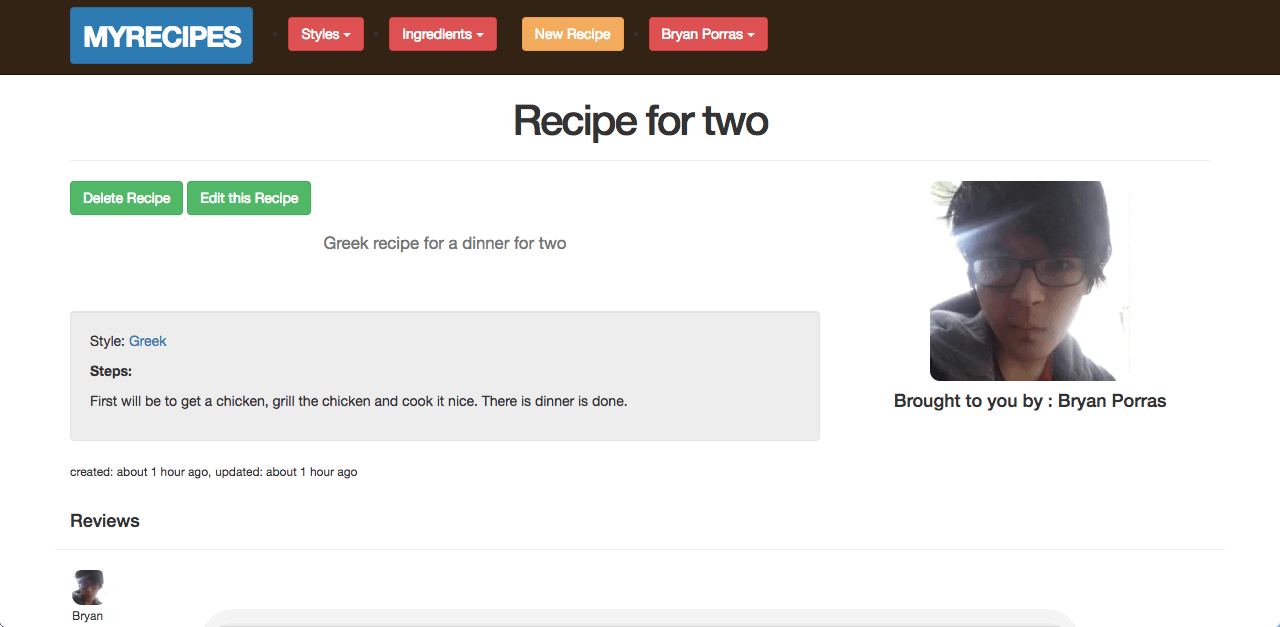 MYRECIPES
Styles
Ingredients
New Recipe
Bryan Porras
Recipe for two
Delete Recipe
Edit this Recipe
Greek recipe for a dinner for two
Style: Greek
Steps:
First will be to get a chicken, grill the chicken and cook it nice. There is dinner is done.
Brought to you by : Bryan Porras
created: about 1 hour ago, updated: about 1 hour ago
Reviews
Bryan